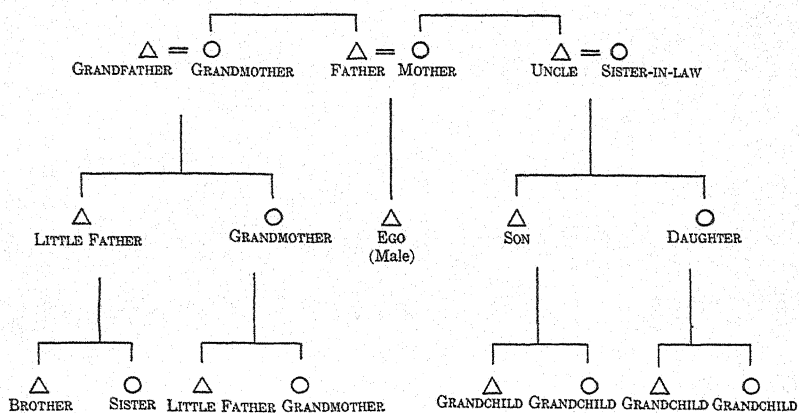 GRANDFATHER GRANDMOTHER FATHER MOTHER UNCLE SISTER-IN-LAW
LITTLE FATHER GRANDMOTHER EGO SON DAUGHTER
(Male)
BROTHER SISTER LITTLE FATHER GRANDMOTHER GRANDCHILD GRANDCHILD GRANDCHILD GRANDCHILD